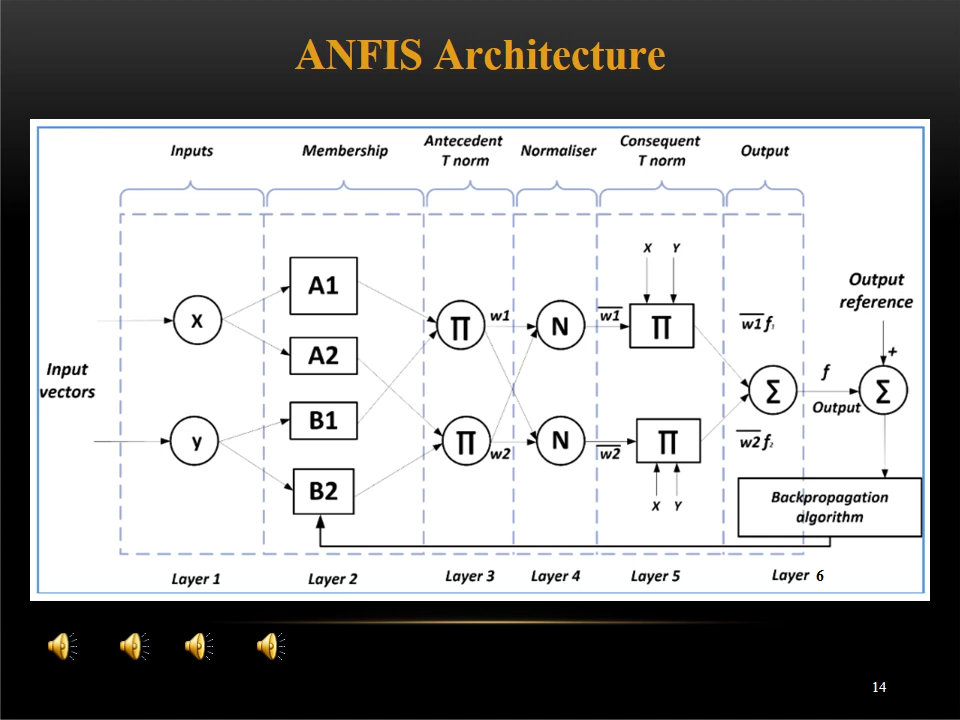 ANFIS Architecture
Inputs
Membership
Antecedent
T norm
Normaliser
Consequent
T norm
Output
X Y
A1
Output
reference
x
∏
w1
N
w1̅
∏
w1̅ f₁
+
A2
Input
vectors
Σ
f
Output
Σ
B1
y
∏
w2
N
w2̅
∏
w2̅ f₂
B2
X Y
Backpropagation
algorithm
Layer 1
Layer 2
Layer 3
Layer 4
Layer 5
Layer 6
14